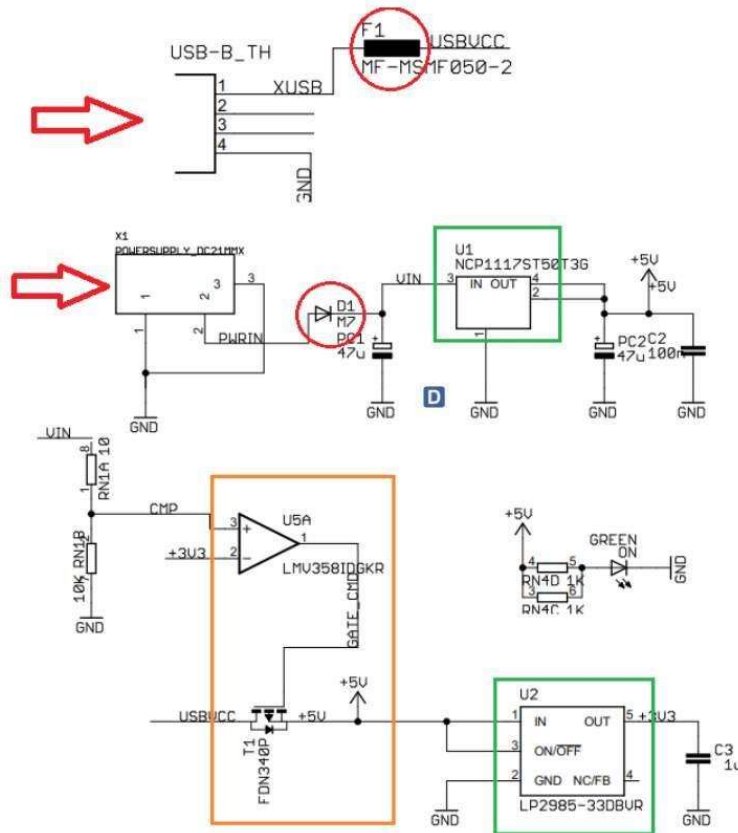 F1
USBVCC
USB-B_TH
MF-MSMF050-2
1
XUSB
2
3
4
GND
X1
POWERSUPPLY_DC21MMX
3
3
1
2
1
2
PWRIN
D1
M7
PC1
47u
VIN
U1
NCP1117ST50T3G
3
IN OUT
4
2
1
+5V
+5V
PC2
47u
C2
100n
GND
GND
D
GND
GND
GND
VIN
8
RN1A 10
1
CMP
3
+
U5A
1
+3V3
2
-
LMV358IDGKR
10K RN1B
GND
GATE_CMD
+5V
GREEN
ON
4
5
RN4D 1K
3
6
RN4C 1K
GND
USBVCC
T1
FDN340P
+5V
+5V
U2
1
IN
OUT
5
+3V3
3
ON/OFF
2
GND
NC/FB
4
LP2985-33DBVR
GND
C3
1u
GND